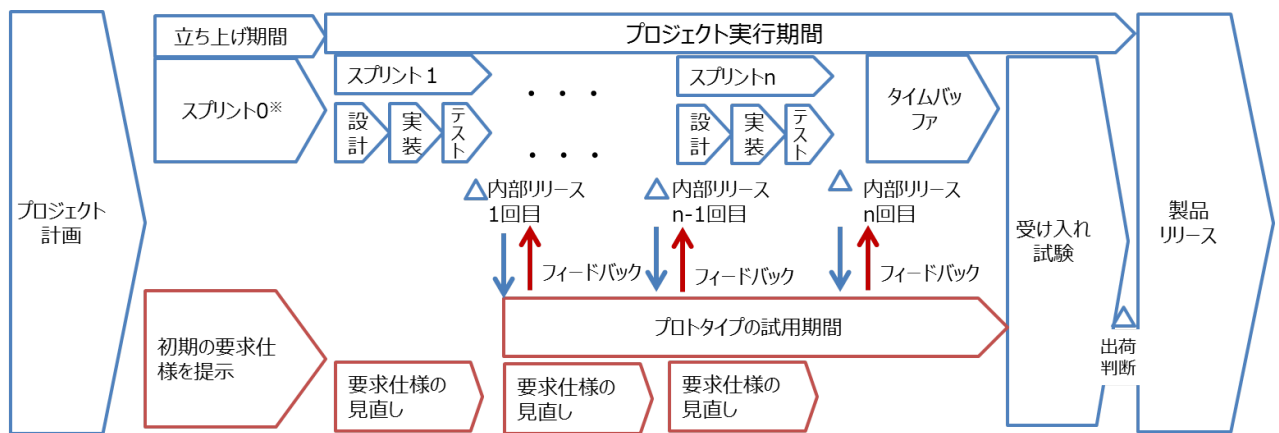 立ち上げ期間
プロジェクト実行期間
スプリント0※
スプリント1
設計
実装
テスト
・・・
・・・
スプリントn
設計
実装
テスト
タイムバッ
ファ
プロジェクト
計画
内部リリース
1回目
内部リリース
n-1回目
内部リリース
n回目
フィードバック
フィードバック
フィードバック
受け入れ
試験
製品
リリース
プロトタイプの試用期間
初期の要求仕
様を提示
要求仕様の
見直し
要求仕様の
見直し
要求仕様の
見直し
出荷
判断